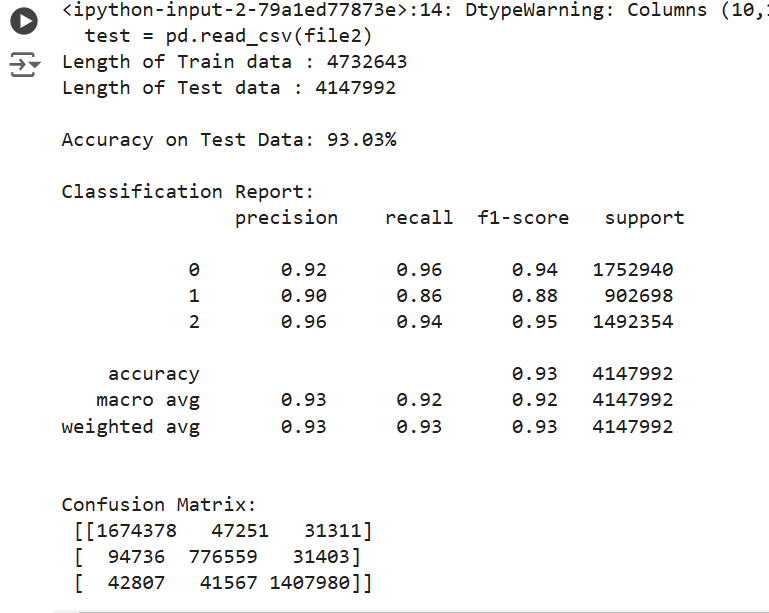 <ipython-input-2-79a1ed77873e>:14: DtypeWarning: Columns (10,
test = pd.read_csv(file2)
Length of Train data : 4732643
Length of Test data : 4147992
Accuracy on Test Data: 93.03%
Classification Report:
precision recall f1-score support
0 0.92 0.96 0.94 1752940
1 0.90 0.86 0.88 902698
2 0.96 0.94 0.95 1492354
accuracy 0.93 4147992
macro avg 0.93 0.92 0.92 4147992
weighted avg 0.93 0.93 0.93 4147992
Confusion Matrix:
[[1674378 47251 31311]
[ 94736 776559 31403]
[ 42807 41567 1407980]]